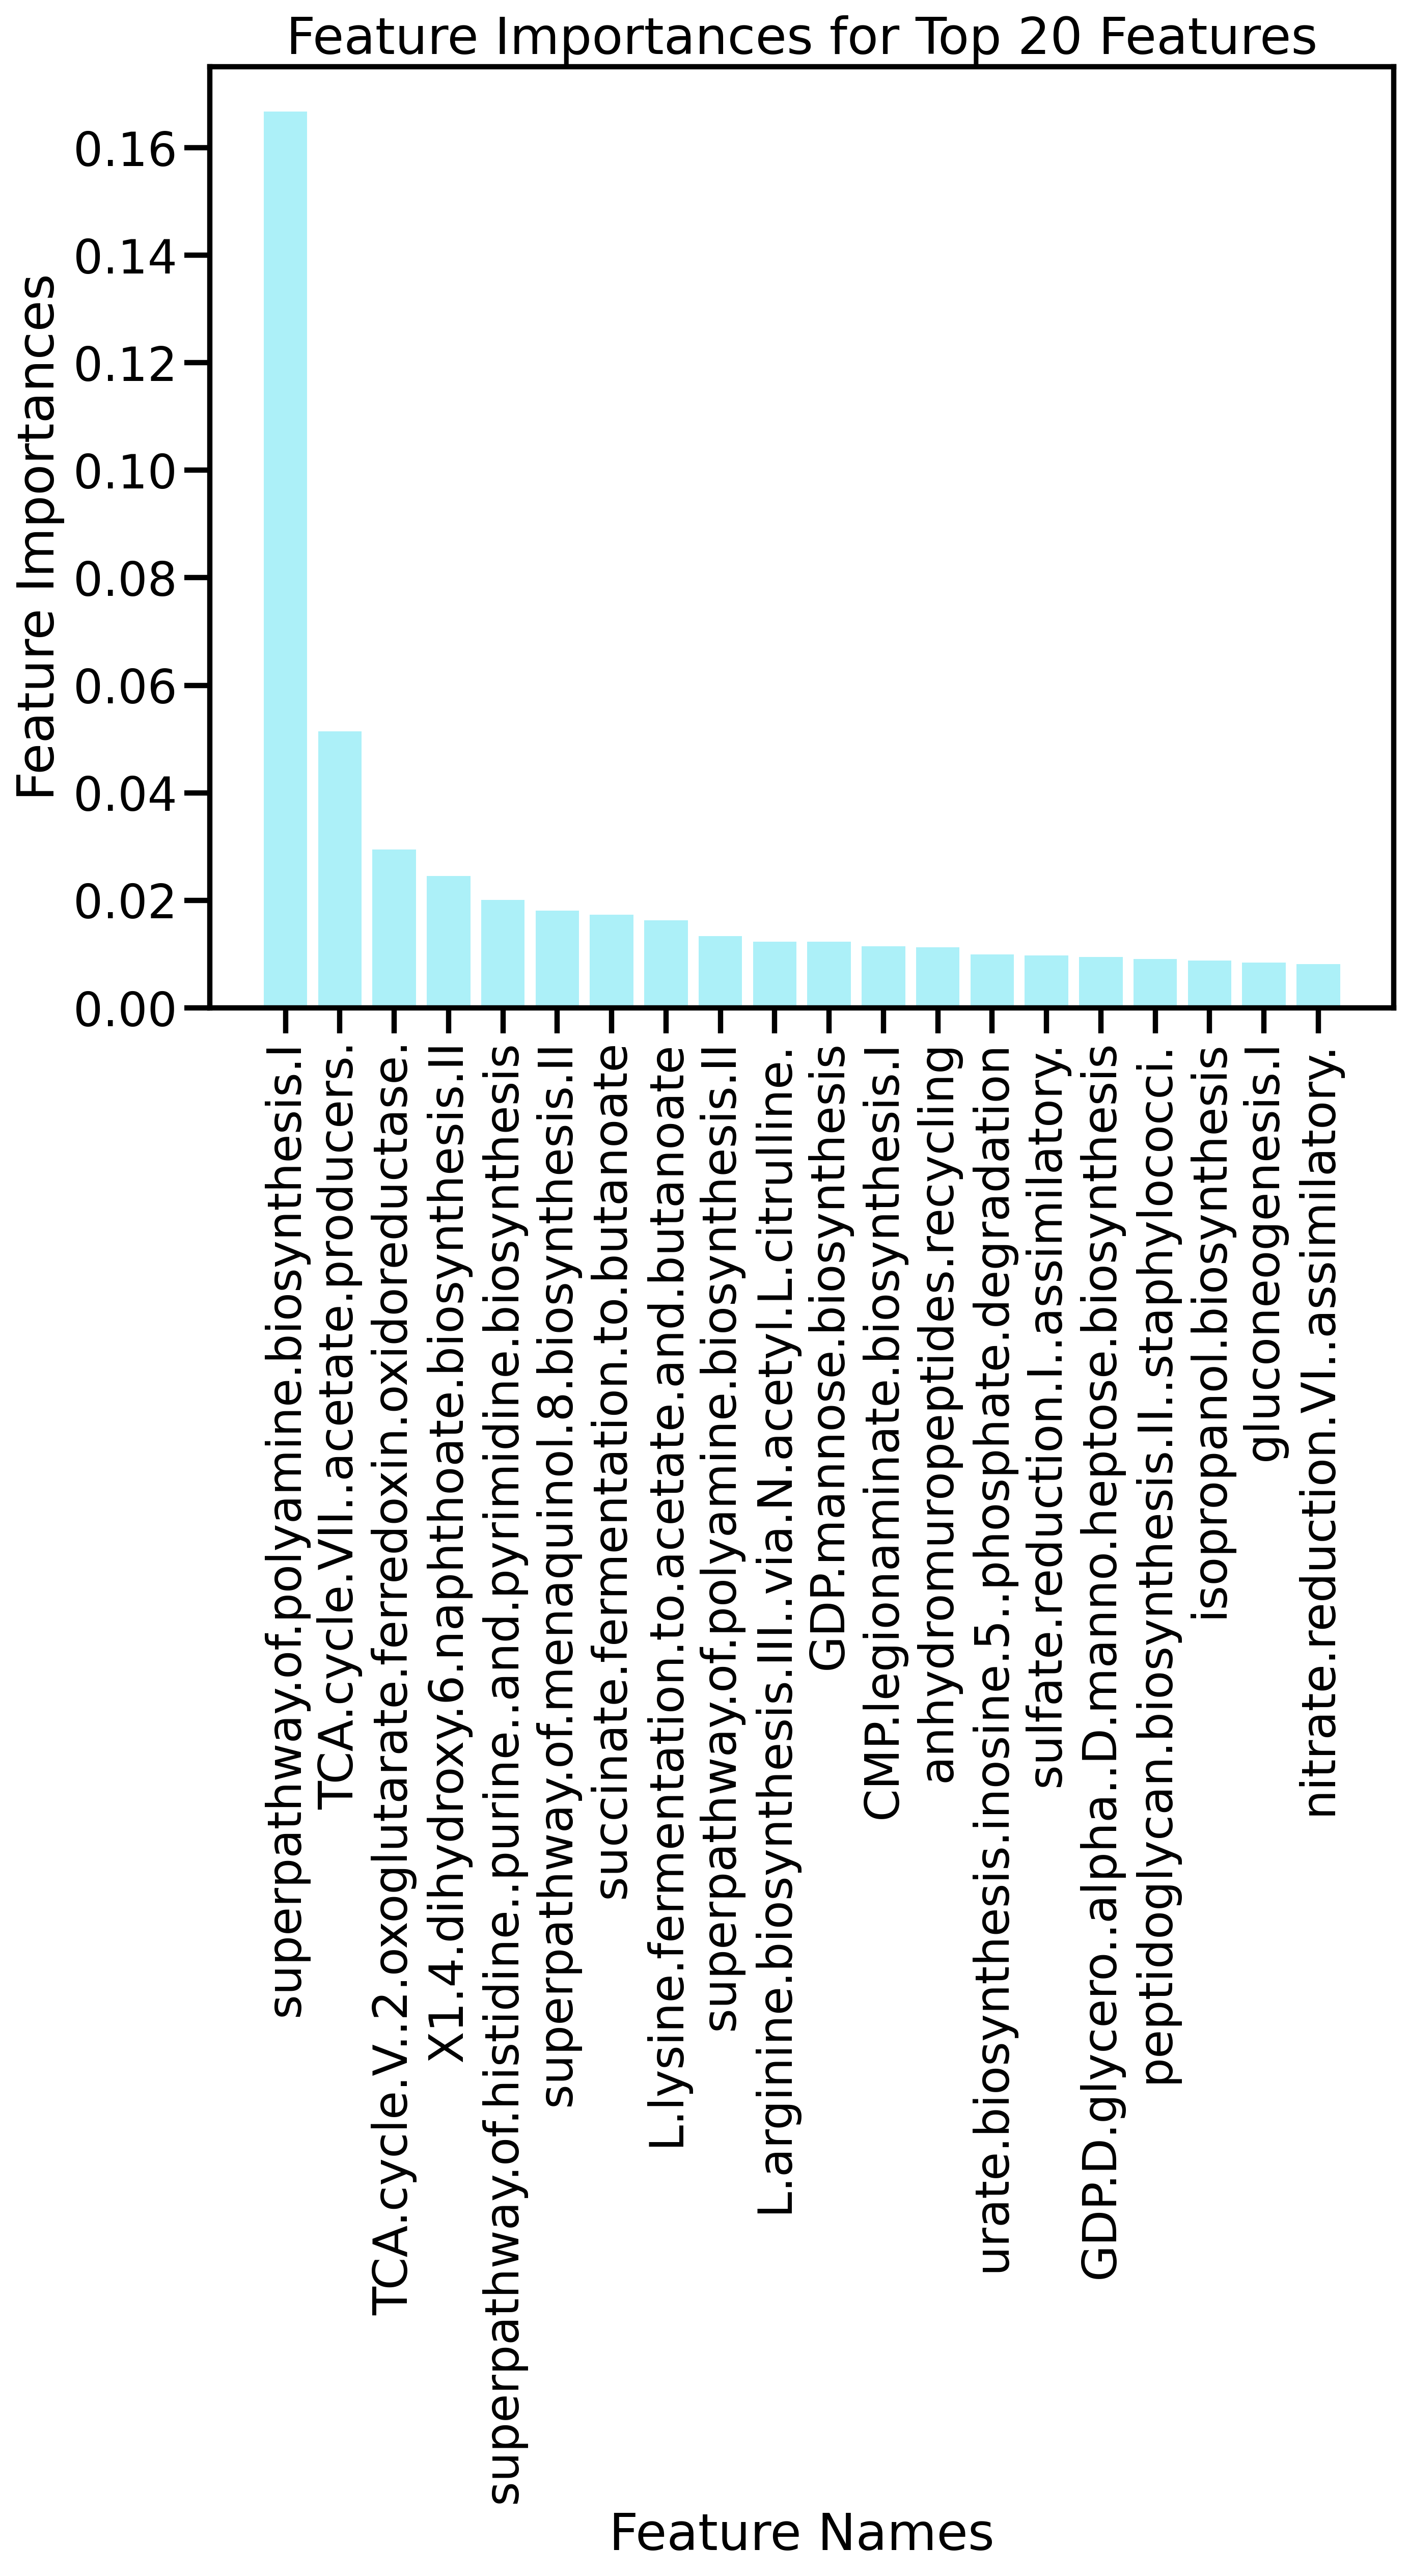 Feature Importances for Top 20 Features
Feature Importances
0.16
0.14
0.12
0.10
0.08
0.06
0.04
0.02
0.00
superpathway.of.polyamine.biosynthesis.I
TCA.cycle.VII..acetate.producers.
TCA.cycle.V..2.oxoglutarate.ferredoxin.oxidoreductase.
X1.4.dihydroxy.6.naphthoate.biosynthesis.II
superpathway.of.histidine..purine..and.pyrimidine.biosynthesis
superpathway.of.menaquinol.8.biosynthesis.II
succinate.fermentation.to.butanoate
L.lysine.fermentation.to.acetate.and.butanoate
superpathway.of.polyamine.biosynthesis.II
L.arginine.biosynthesis.III..via.N.acetyl.L.citrulline.
GDP.mannose.biosynthesis
CMP.legionaminate.biosynthesis.I
anhydromuropeptides.recycling
urate.biosynthesis.inosine.5..phosphate.degradation
sulfate.reduction.I..assimilatory.
GDP.D.glycero..alpha..D.manno.heptose.biosynthesis
peptidoglycan.biosynthesis.II..staphylococci.
isopropanol.biosynthesis
gluconeogenesis.I
nitrate.reduction.VI..assimilatory.
Feature Names